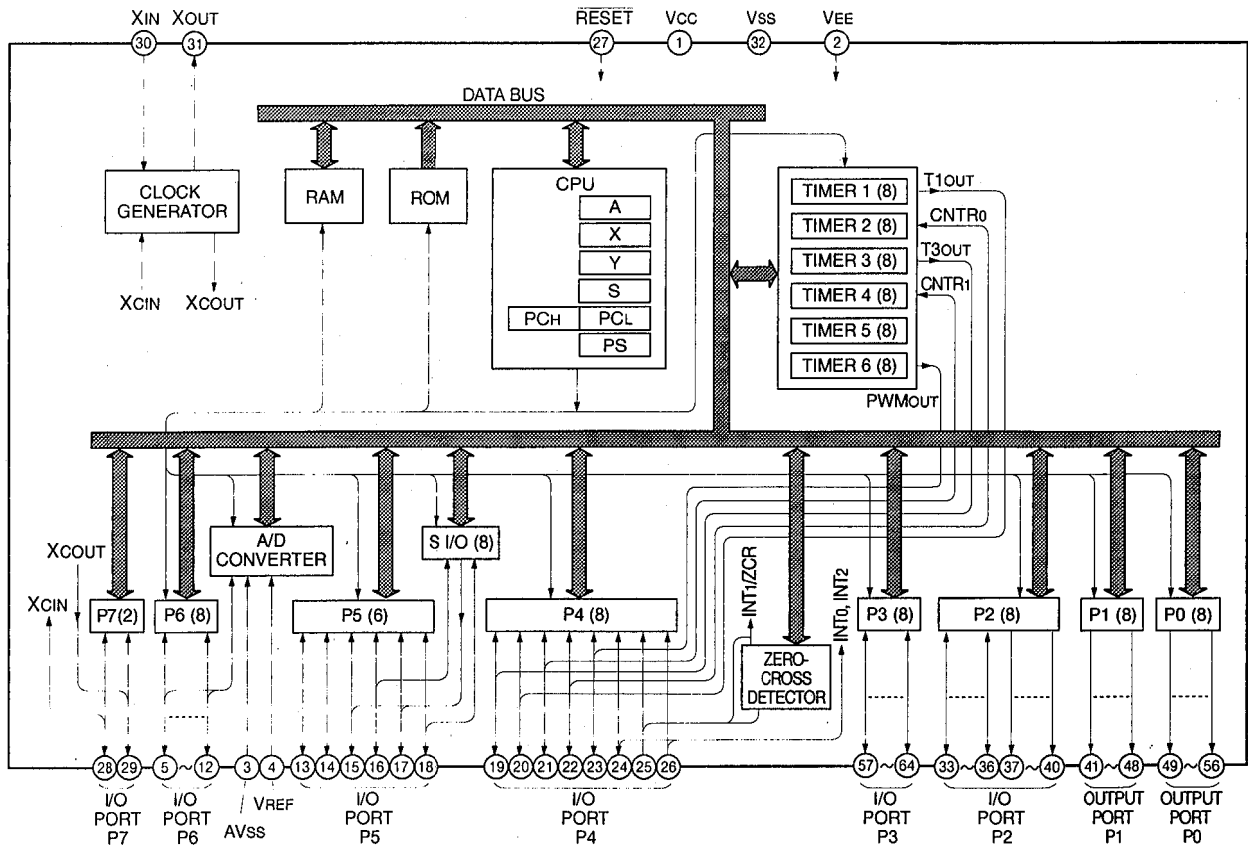 XIN XOUT RESET VCC VSS VEE
30 31 27 1 32 2
DATA BUS
CLOCK
GENERATOR
RAM
ROM
CPU
A
X
Y
S
PCH PCL
PS
XCIN XCOUT
TIMER 1 (8)
TIMER 2 (8)
TIMER 3 (8)
TIMER 4 (8)
TIMER 5 (8)
TIMER 6 (8)
T1OUT
CNTR0
T3OUT
CNTR1
PWMOUT
XCOUT
XCIN
A/D
CONVERTER
S I/O (8)
INT1/ZCR
INT0, INT2
P7(2)
P6 (8)
P5 (6)
P4 (8)
ZERO-
CROSS
DETECTOR
P3 (8)
P2 (8)
P1 (8)
P0 (8)
28 29 5 ~ 12 3 4 13 14 15 16 17 18 19 20 21 22 23 24 25 26 57 ~ 64 33 ~ 36 37 ~ 40 41 ~ 48 49 ~ 56
I/O
PORT
P7
I/O
PORT
P6
AVSS
VREF
I/O
PORT
P5
I/O
PORT
P4
I/O
PORT
P3
I/O
PORT
P2
OUTPUT
PORT
P1
OUTPUT
PORT
P0